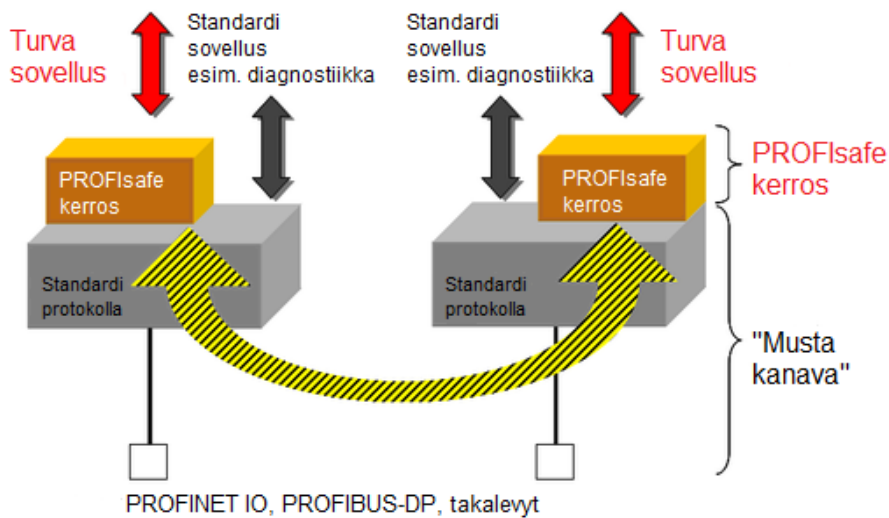 Turva
sovellus
Standardi
sovellus
esim. diagnostiikka
Standardi
sovellus
esim. diagnostiikka
Turva
sovellus
PROFIsafe
kerros
PROFIsafe
kerros
PROFIsafe
kerros
Standardi
protokolla
Standardi
protokolla
"Musta
kanava"
PROFINET IO, PROFIBUS-DP, takalevyt